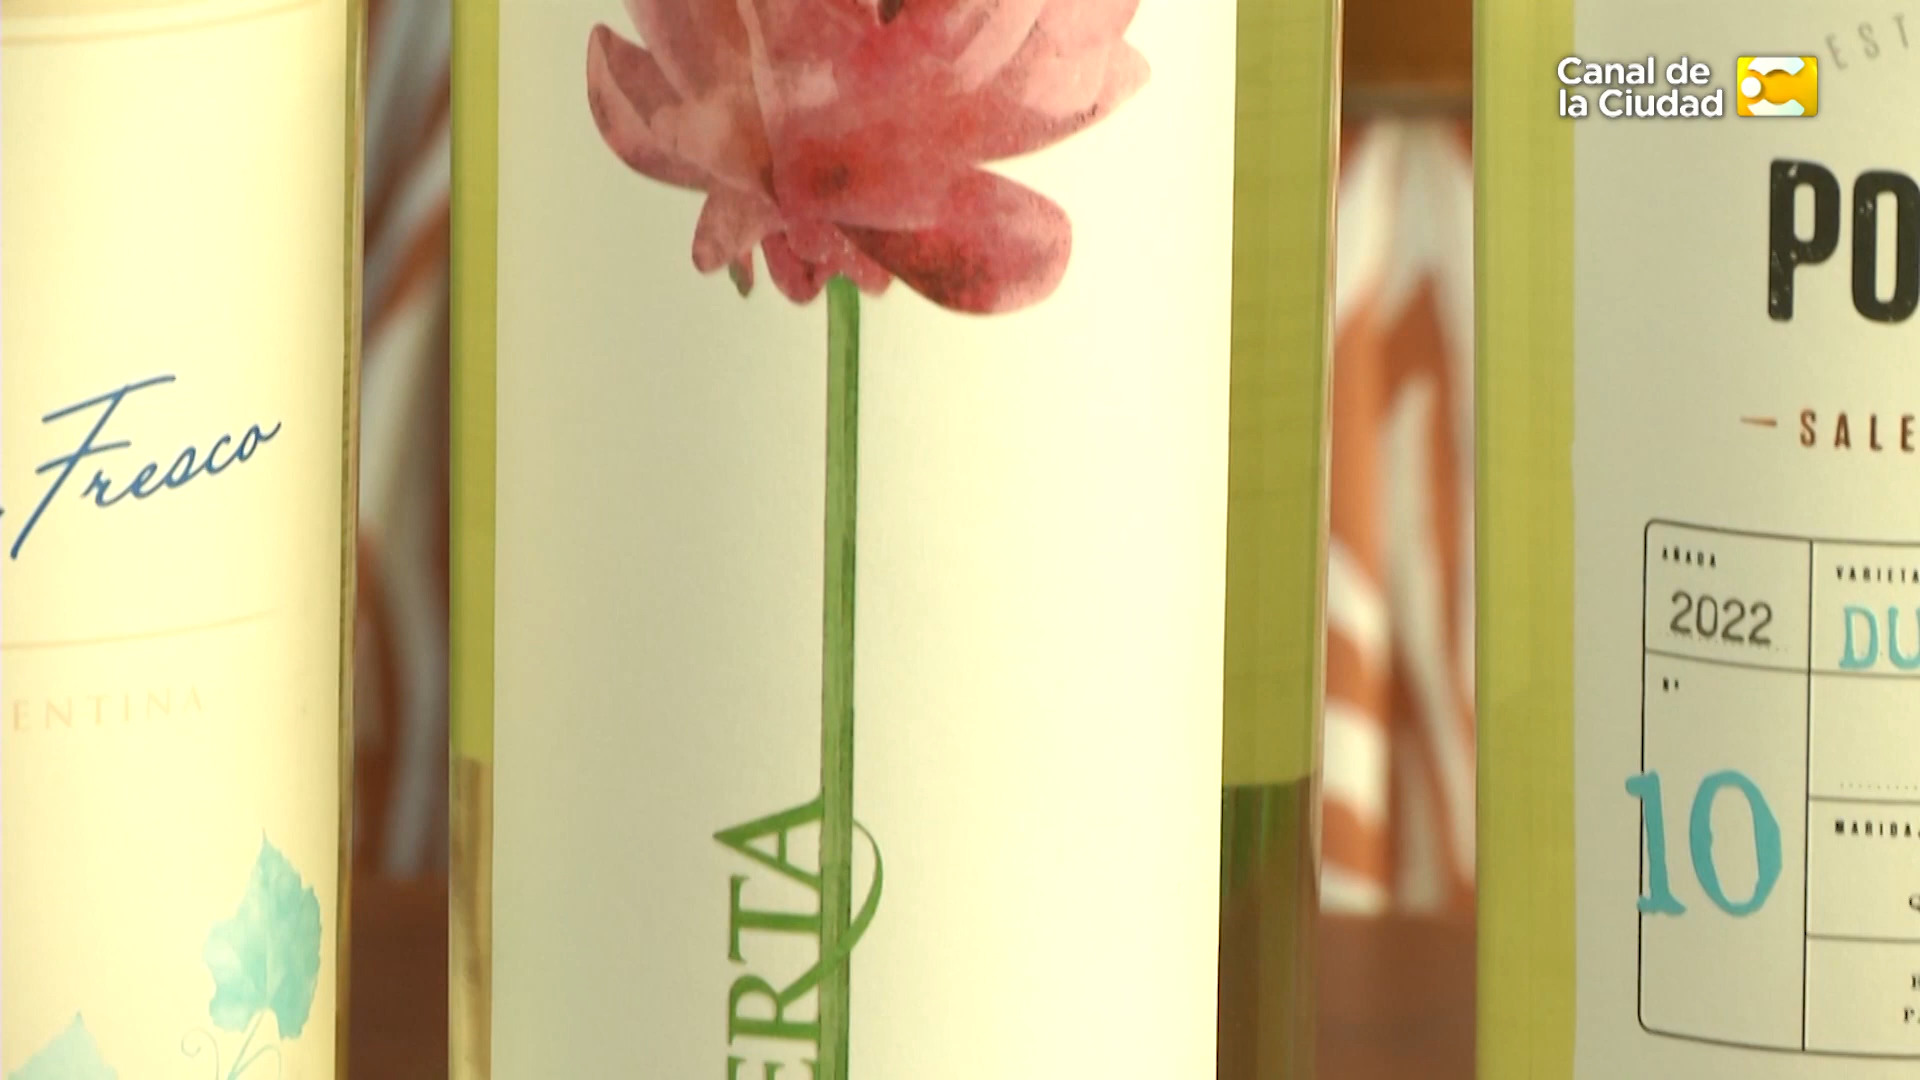 Canal de
la Ciudad
Fresco
ENTINA
ERTA
EST
PO
SALE
AÑADA
VARIETA
2022
DU
Nº
10
MARIDA